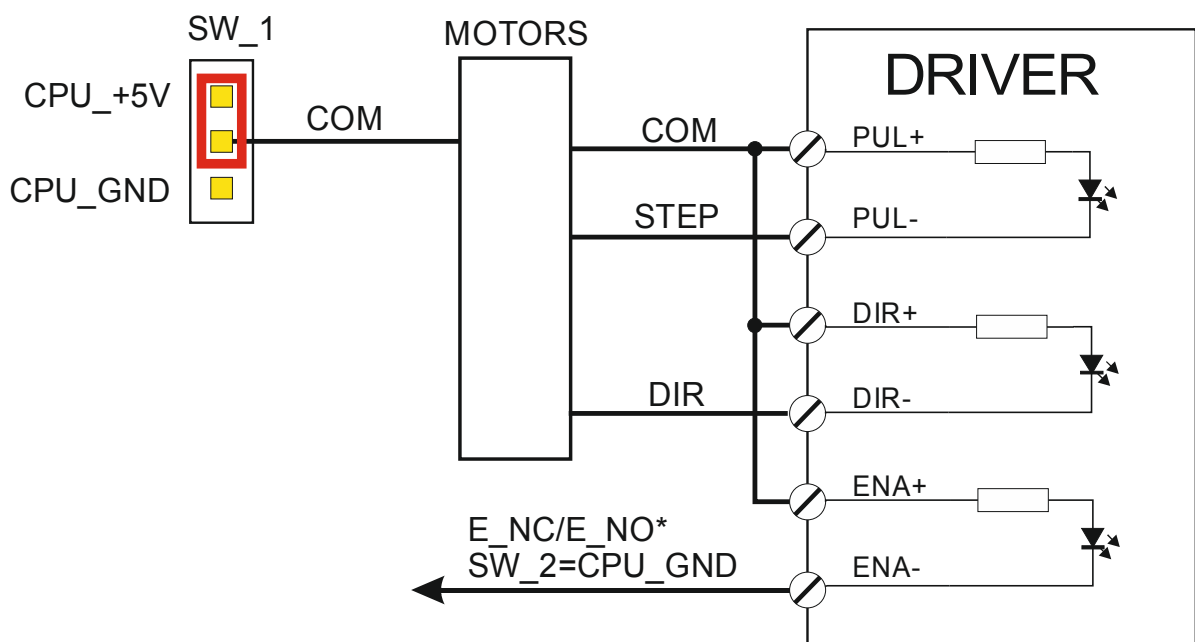 SW_1
CPU_+5V
CPU_GND
COM
MOTORS
COM
STEP
DIR
DRIVER
PUL+
PUL-
DIR+
DIR-
ENA+
ENA-
E_NC/E_NO*
SW_2=CPU_GND